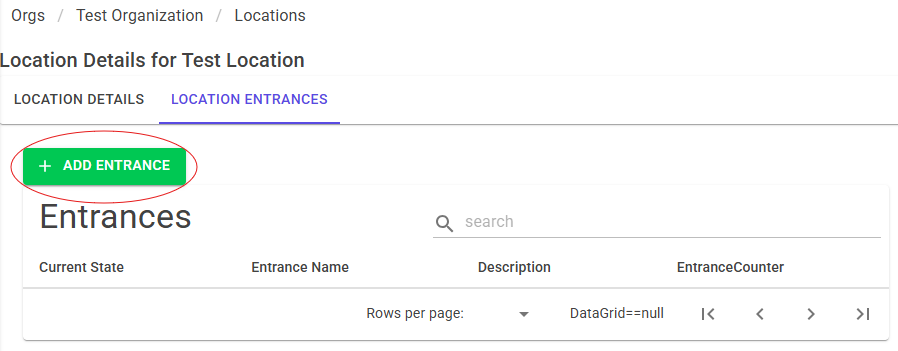 Orgs / Test Organization / Locations
Location Details for Test Location
LOCATION DETAILS LOCATION ENTRANCES
+ ADD ENTRANCE
Entrances search
Current State Entrance Name Description EntranceCounter
Rows per page: DataGrid==null